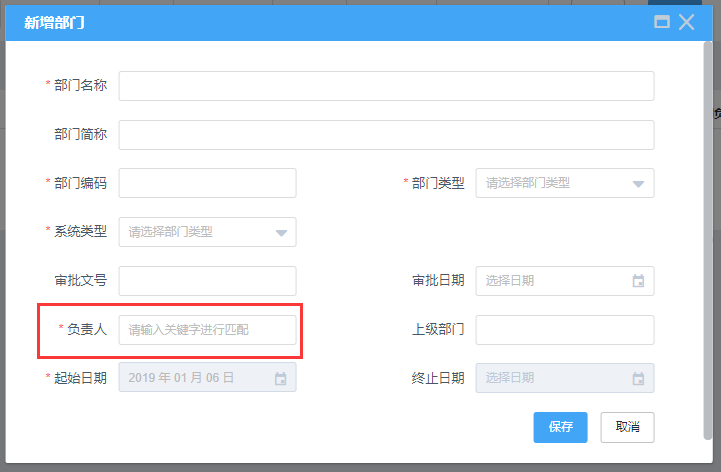 新增部门
* 部门名称
部门简称
* 部门编码
* 部门类型 请选择部门类型
* 系统类型 请选择部门类型
审批文号
审批日期 选择日期
* 负责人 请输入关键字进行匹配
上级部门
* 起始日期 2019 年 01 月 06 日
终止日期 选择日期
保存 取消